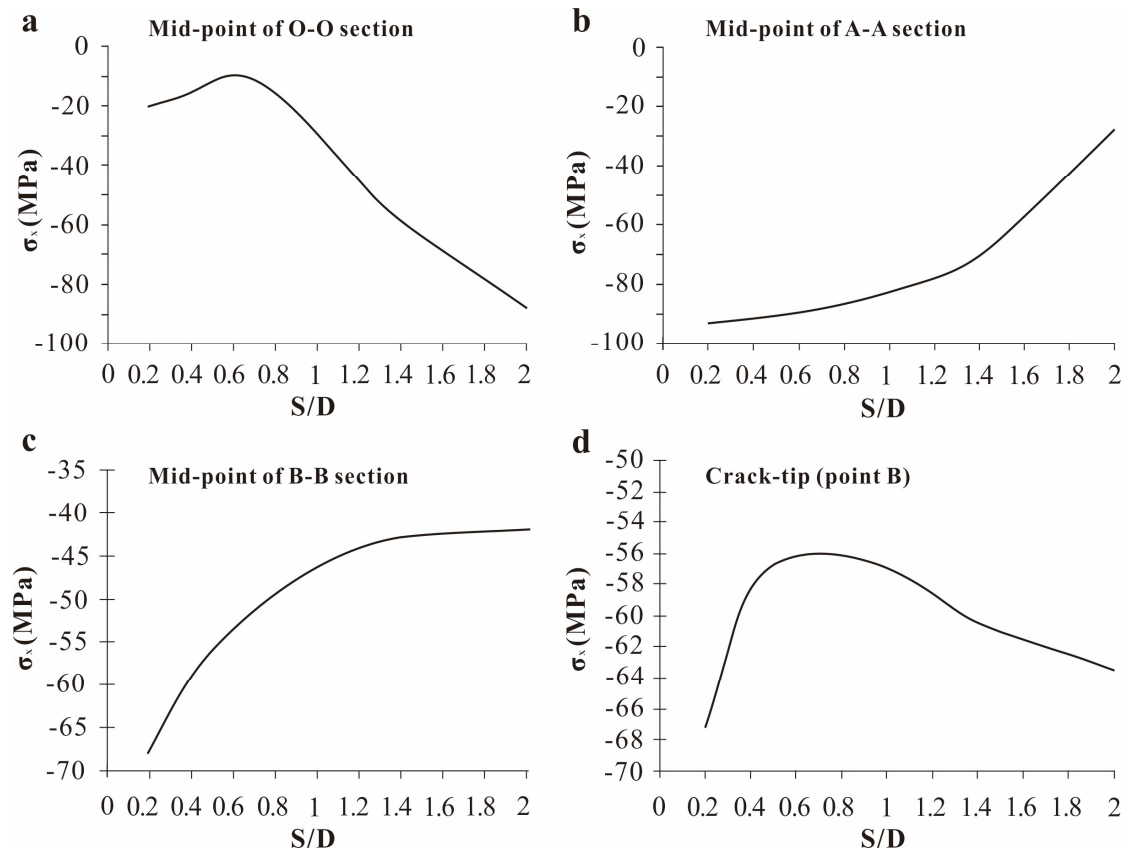 a
Mid-point of O-O section
0
-20
-40
-60
-80
-100
σx (MPa)
0 0.2 0.4 0.6 0.8 1 1.2 1.4 1.6 1.8 2
S/D
b
Mid-point of A-A section
0
-20
-40
-60
-80
-100
σx (MPa)
0 0.2 0.4 0.6 0.8 1 1.2 1.4 1.6 1.8 2
S/D
c
Mid-point of B-B section
-35
-40
-45
-50
-55
-60
-65
-70
σx (MPa)
0 0.2 0.4 0.6 0.8 1 1.2 1.4 1.6 1.8 2
S/D
d
Crack-tip (point B)
-50
-52
-54
-56
-58
-60
-62
-64
-66
-68
-70
σx (MPa)
0 0.2 0.4 0.6 0.8 1 1.2 1.4 1.6 1.8 2
S/D